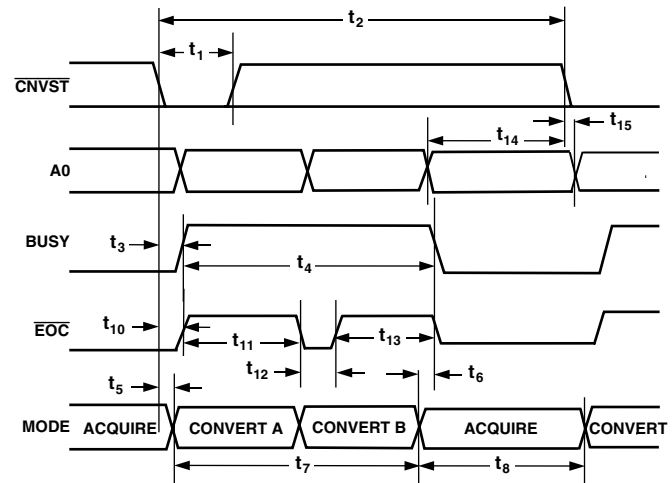 t2
t1
CNVST
t15
t14
A0
BUSY
t3
t4
EOC
t10
t11
t13
t12
t5
t6
MODE
ACQUIRE
CONVERT A
CONVERT B
ACQUIRE
CONVERT
t7
t8